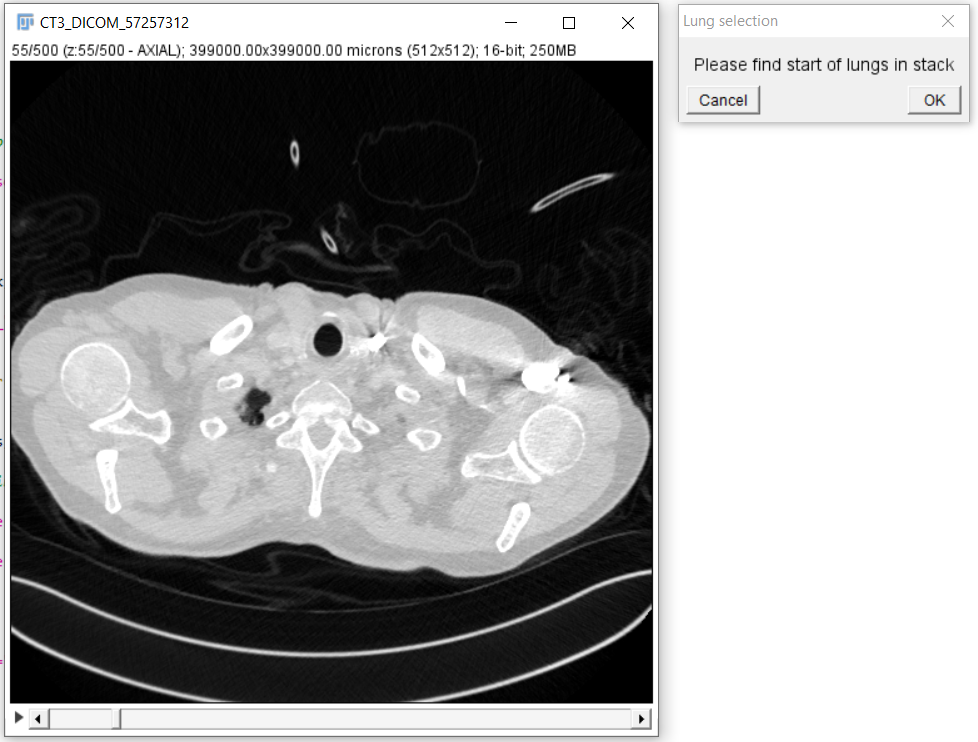 CT3_DICOM_57257312
55/500 (z:55/500 - AXIAL); 399000.00x399000.00 microns (512x512); 16-bit; 250MB
Lung selection
Please find start of lungs in stack
Cancel
OK